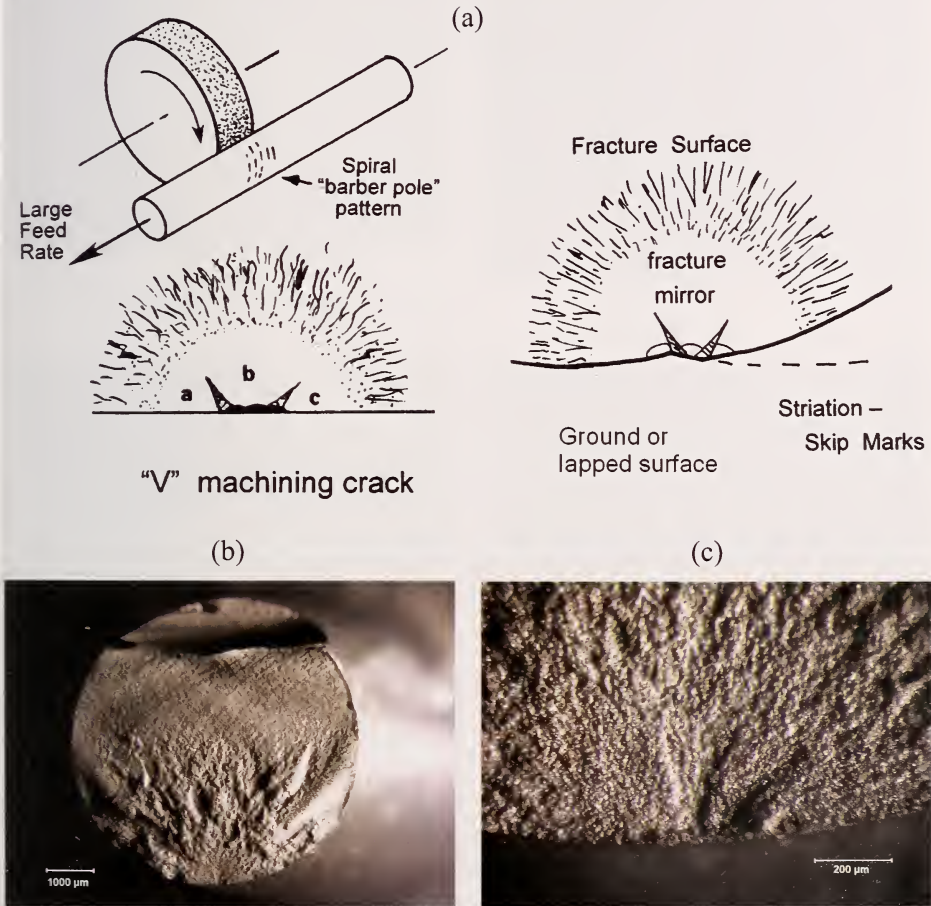 (a)
Spiral
"barber pole"
pattern
Large
Feed
Rate
a
b
c
"V" machining crack
Fracture Surface
fracture
mirror
Striation –
Skip Marks
Ground or
lapped surface
(b)
(c)
1000 µm
200 µm